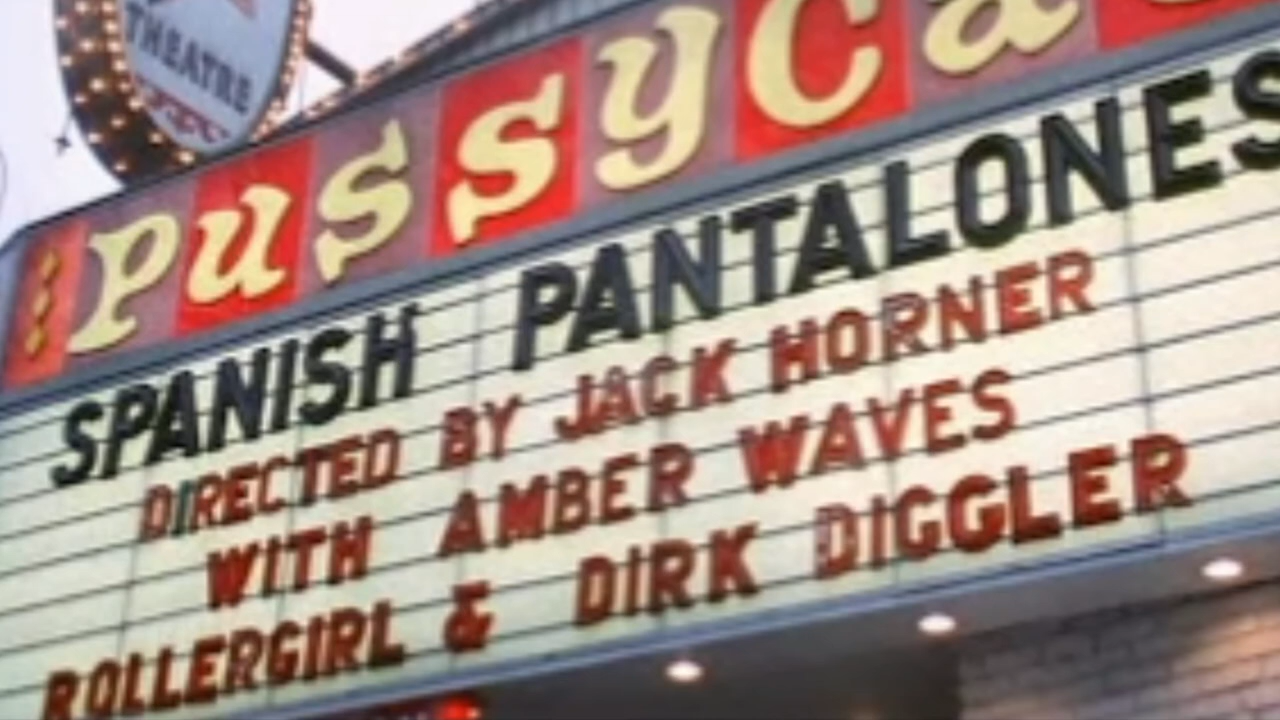 THEATRE
PussyCa
SPANISH PANTALONES
DIRECTED BY JACK HORNER
WITH AMBER WAVES
ROLLERGIRL & DIRK DIGGLER